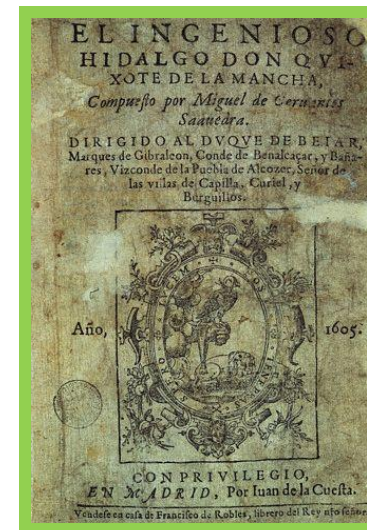 EL INGENIOSO
HIDALGO DON QVI-
XOTE DE LA MANCHA,
Compuesto por Miguel de Ceruantes
Saauedra.
DIRIGIDO AL DVQVE DE BEIAR,
Marques de Gibraleon, Conde de Benalcaçar, y Baña-
res, Vizconde de la Puebla de Alcozer, Señor de
las villas de Capilla, Curiel, y
Burguillos.
Año, 1605.
CON PRIVILEGIO,
EN MADRID, Por Iuan de la Cuesta.
Vendese en casa de Francisco de Robles, librero del Rey nro señor.